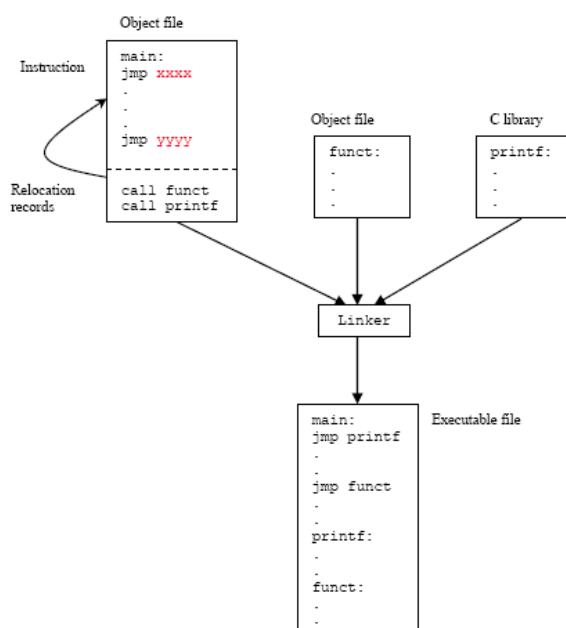 Object file
Instruction
main:
jmp xxxx
.
.
.
jmp yyyy
Relocation
records
call funct
call printf
Object file
funct:
.
.
.
C library
printf:
.
.
.
Linker
Executable file
main:
jmp printf
.
.
jmp funct
.
.
printf:
.
.
funct:
.
.